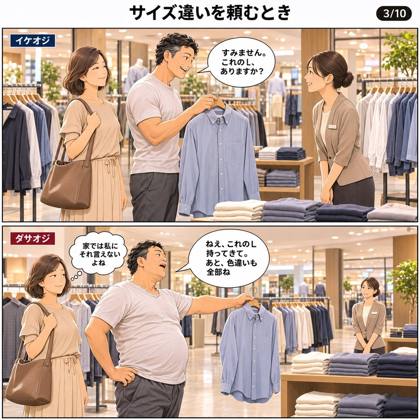 サイズ違いを頼むとき
3/10
イケオジ
すみません。
これのL、
ありますか？
ダサオジ
家では私に
それ言えない
よね
ねえ、これのL
持ってきて。
あと、色違いも
全部ね